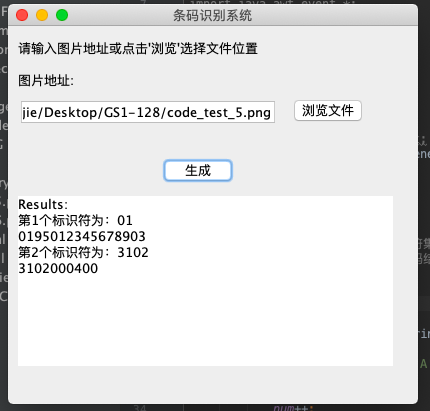 条码识别系统
请输入图片地址或点击'浏览'选择文件位置
图片地址:
jie/Desktop/GS1-128/code_test_5.png
浏览文件
生成
Results:
第1个标识符为：01
0195012345678903
第2个标识符为：3102
3102000400
34
num++;